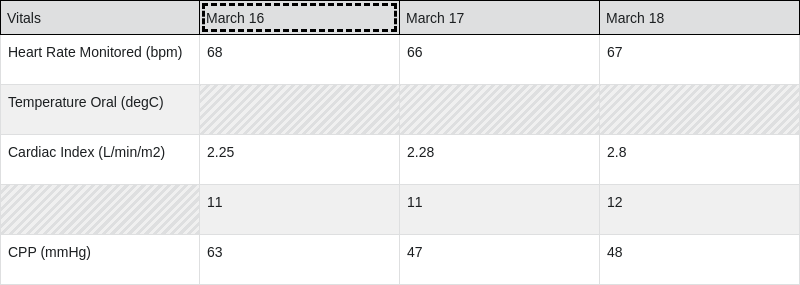 Vitals March 16 March 17 March 18
Heart Rate Monitored (bpm) 68 66 67
Temperature Oral (degC)
Cardiac Index (L/min/m2) 2.25 2.28 2.8
11 11 12
CPP (mmHg) 63 47 48